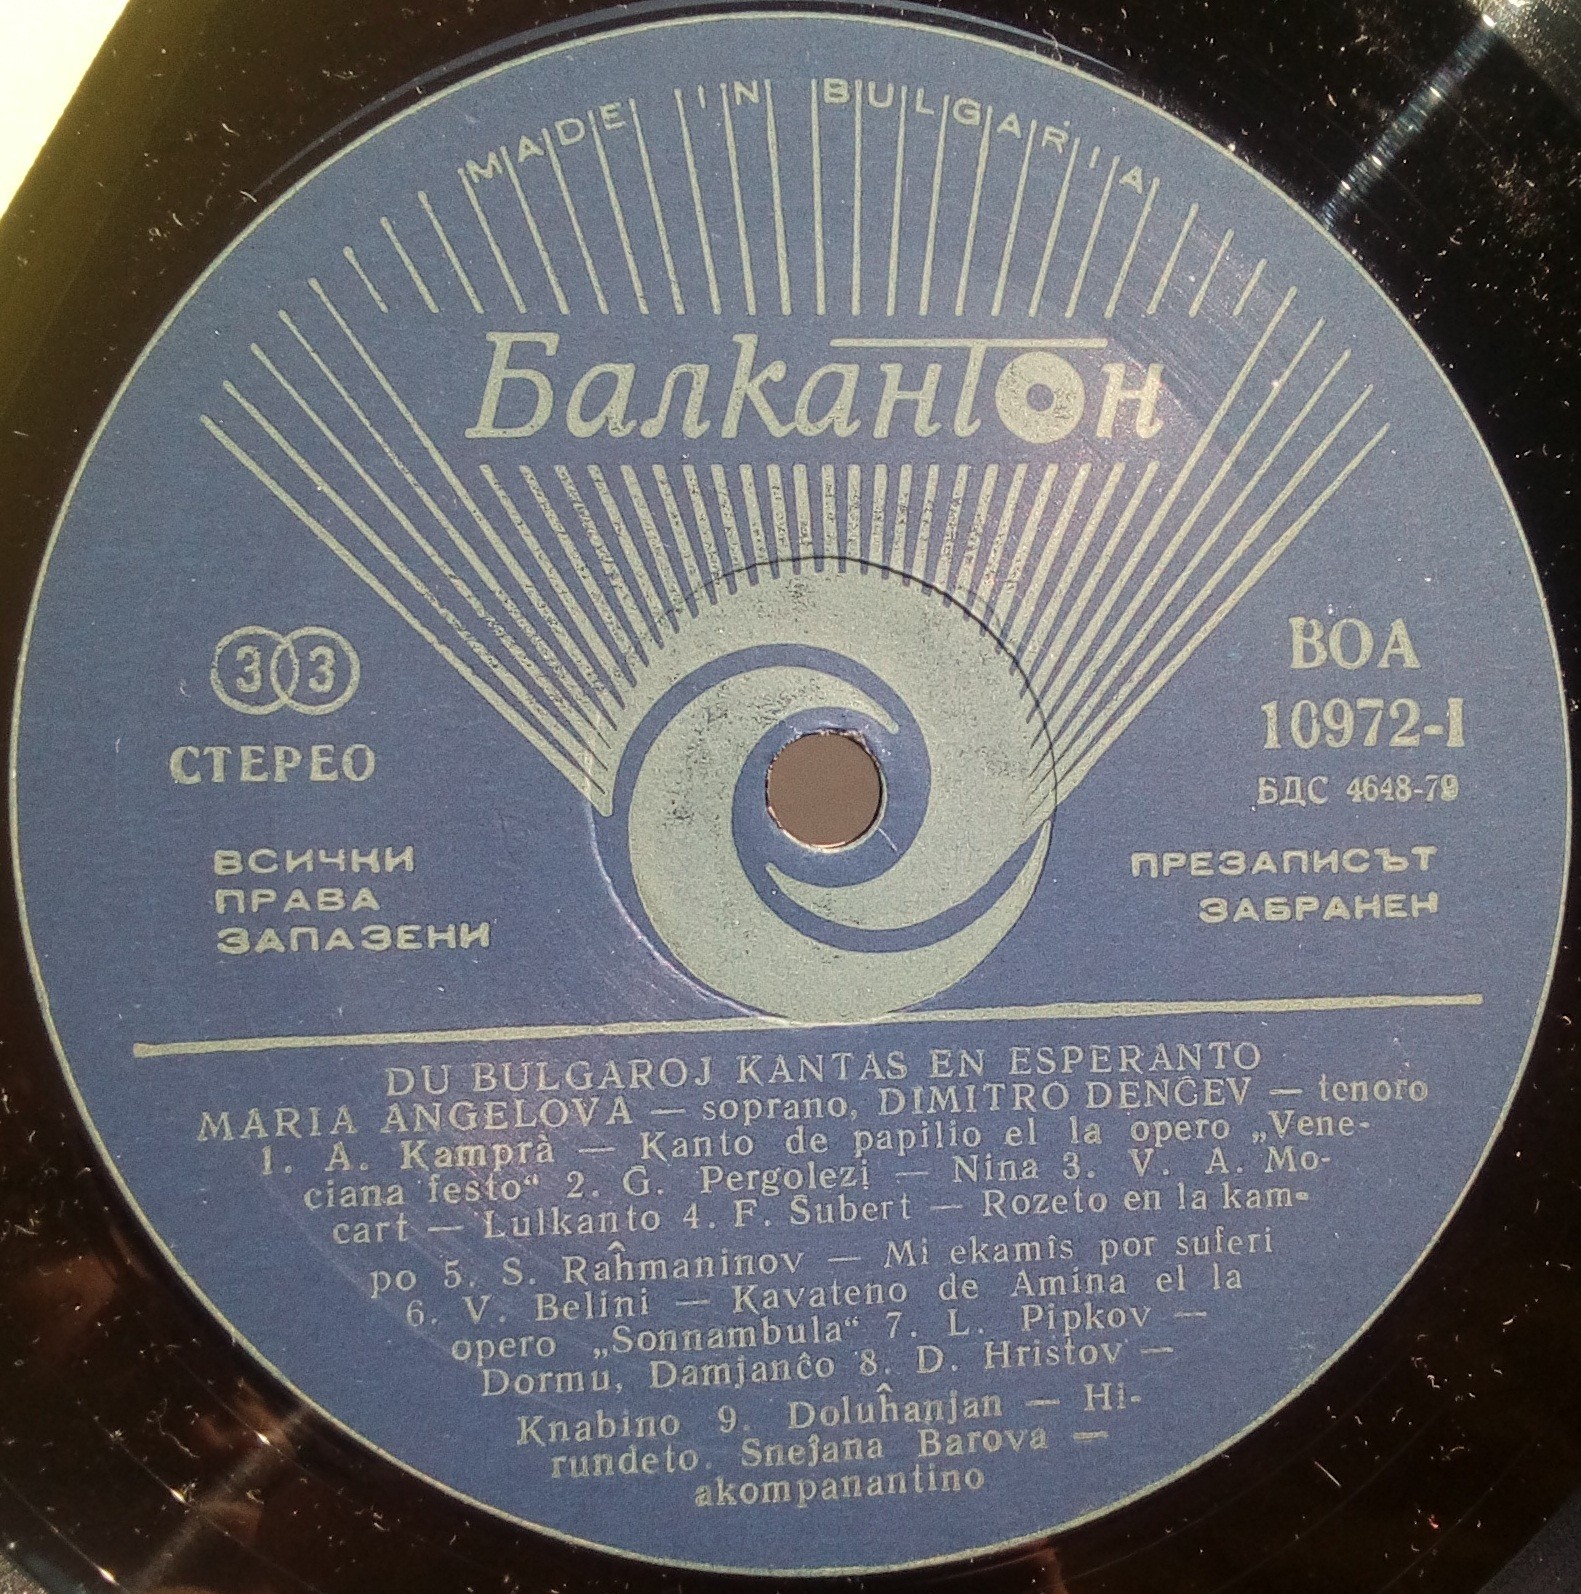 MADE IN BULGARIA
Балкантон
33
СТЕРЕО
ВОА
10972-I
БДС 4648-79
ВСИЧКИ
ПРАВА
ЗАПАЗЕНИ
ПРЕЗАПИСЪТ
ЗАБРАНЕН
DU BULGAROJ KANTAS EN ESPERANTO
MARIA ANGELOVA — soprano, DIMITRO DENĈEV — tenoro
1. A. Kamprà — Kanto de papilio el la opero „Vene-
ciana festo“ 2. G. Pergolezi — Nina 3. V. A. Mo-
cart — Lulkanto 4. F. Ŝubert — Rozeto en la kam-
po 5. S. Raĥmaninov — Mi ekamîs por suferi
6. V. Belini — Kavateno de Amina el la
opero „Sonnambula“ 7. L. Pipkov —
Dormu, Damjanĉo 8. D. Hristov —
Knabino 9. Doluĥanjan — Hi-
rundeto. Sneĵana Barova —
akompanantino